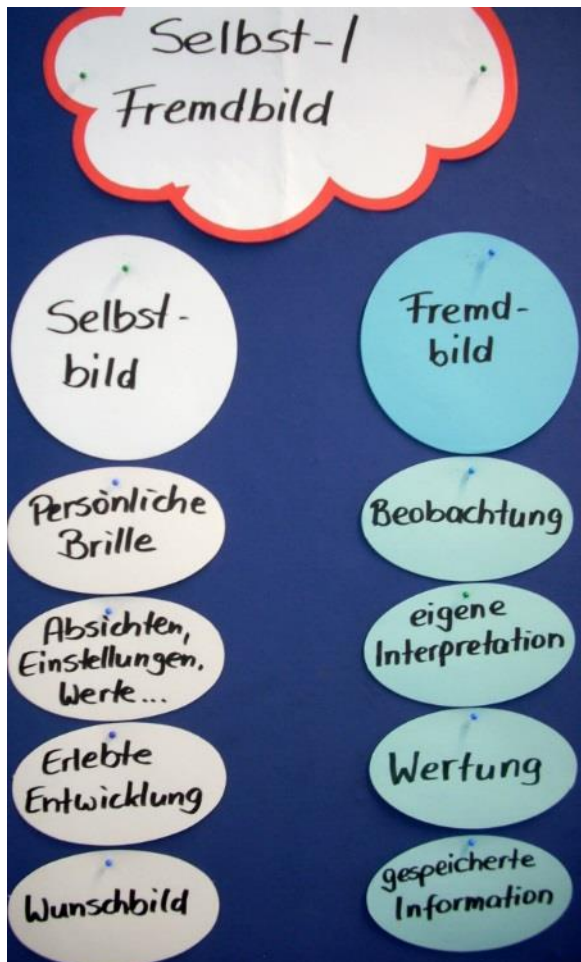 Selbst-/
Fremdbild
Selbst-
bild
Persönliche
Brille
Absichten,
Einstellungen.
Werte...
Erlebte
Entwicklung
Wunschbild
Fremd-
bild
Beobachtung
eigene
Interpretation
Wertung
gespeicherte
Information